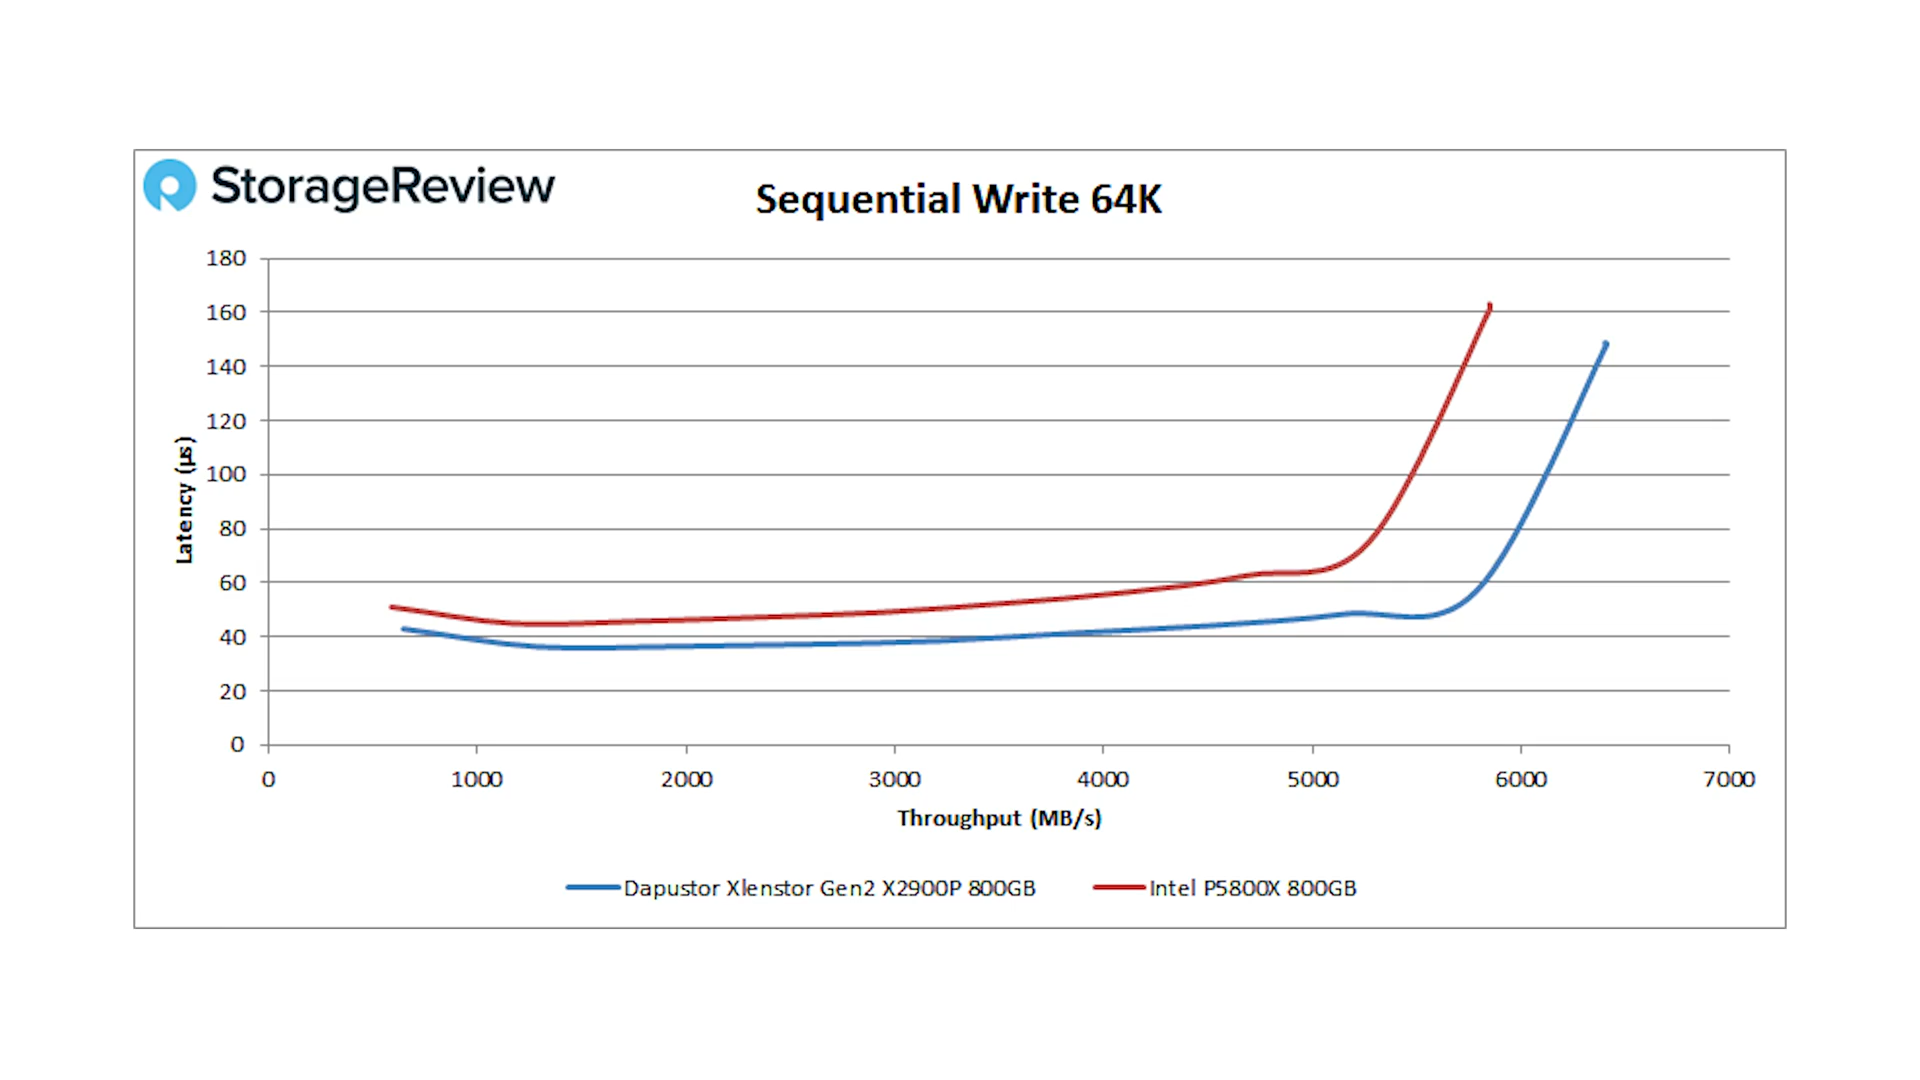 StorageReview
Sequential Write 64K
180
160
140
120
100
80
60
40
20
0
Latency (µs)
0 1000 2000 3000 4000 5000 6000 7000
Throughput (MB/s)
Dapustor Xlenstor Gen2 X2900P 800GB Intel P5800X 800GB